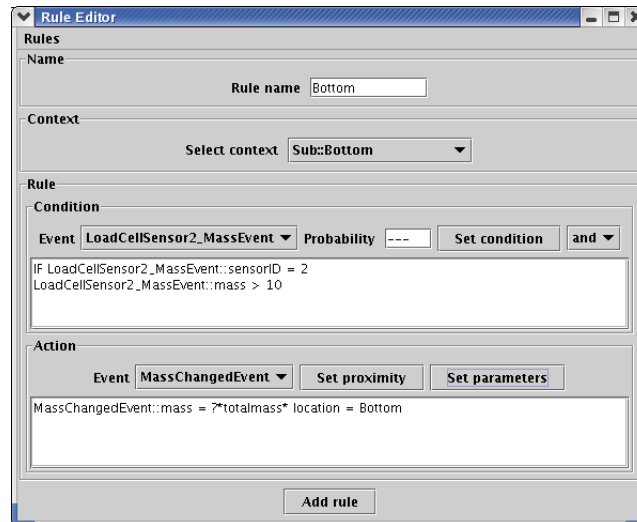 Rule Editor
Rules
Name
Rule name Bottom
Context
Select context Sub::Bottom
Rule
Condition
Event LoadCellSensor2_MassEvent Probability --- Set condition and
IF LoadCellSensor2_MassEvent::sensorID = 2
LoadCellSensor2_MassEvent::mass > 10
Action
Event MassChangedEvent Set proximity Set parameters
MassChangedEvent::mass = ?*totalmass* location = Bottom
Add rule